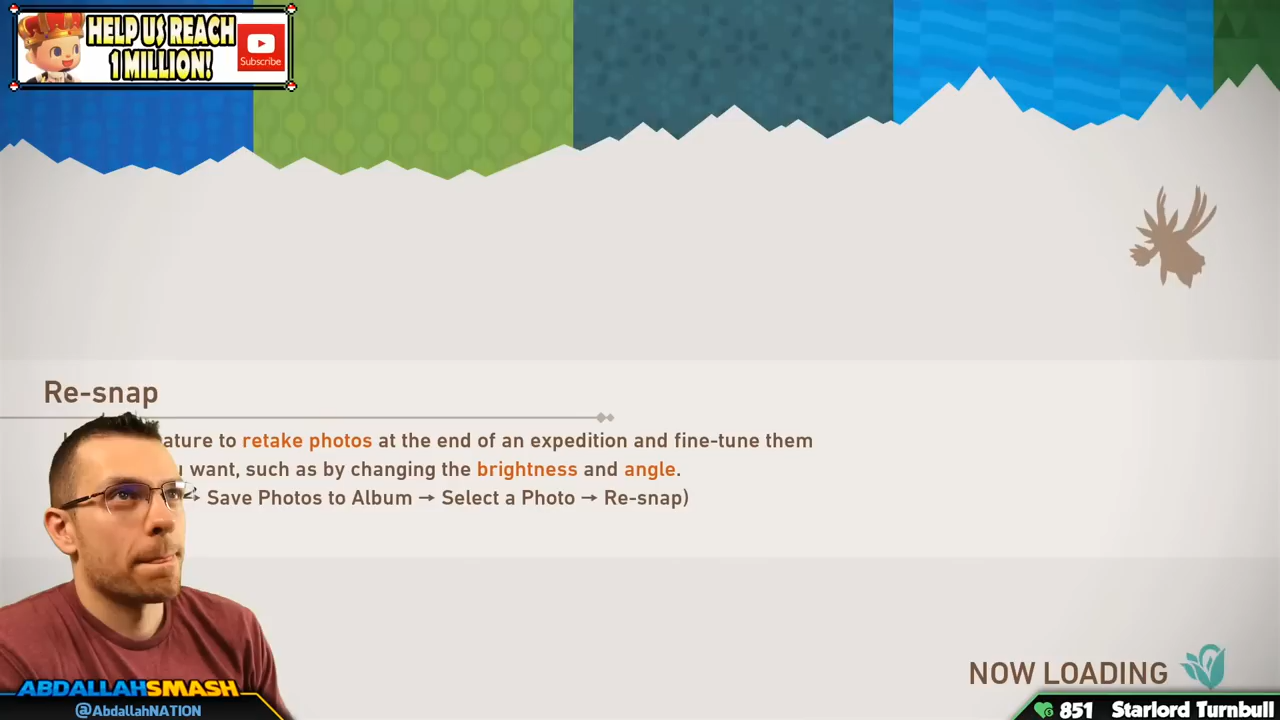 HELP US REACH
1 MILLION!
Subscribe
Re-snap
to retake photos at the end of an expedition and fine-tune them
want, such as by changing the brightness and angle.
→ Save Photos to Album → Select a Photo → Re-snap)
NOW LOADING
ABDALLAHSMASH
@AbdallahNATION
851 Starlord Turnbull